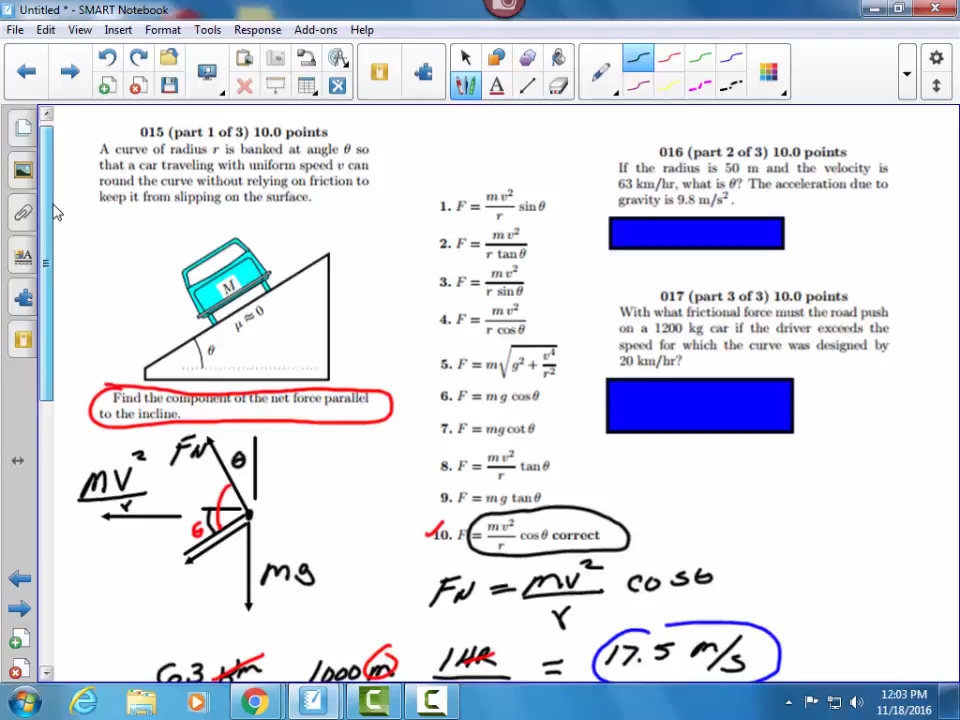 Untitled * - SMART Notebook
File Edit View Insert Format Tools Response Add-ons Help
015 (part 1 of 3) 10.0 points
A curve of radius r is banked at angle θ so
that a car traveling with uniform speed v can
round the curve without relying on friction to
keep it from slipping on the surface.
M
μ ≈ 0
θ
Find the component of the net force parallel
to the incline.
FN
θ
mv²
r
θ
mg
1. F = m v²/r sin θ
2. F = m v²/r tan θ
3. F = m v²/r sin θ
4. F = m v²/r cos θ
5. F = m√(g² + v⁴/r²)
6. F = m g cos θ
7. F = m g cot θ
8. F = m v²/r tan θ
9. F = m g tan θ
10. F = m v²/r cos θ correct
FN = mv²/r cosθ
63 km 1000 m 1 HR = 17.5 m/s
016 (part 2 of 3) 10.0 points
If the radius is 50 m and the velocity is
63 km/hr, what is θ? The acceleration due to
gravity is 9.8 m/s².
017 (part 3 of 3) 10.0 points
With what frictional force must the road push
on a 1200 kg car if the driver exceeds the
speed for which the curve was designed by
20 km/hr?
12:03 PM
11/18/2016